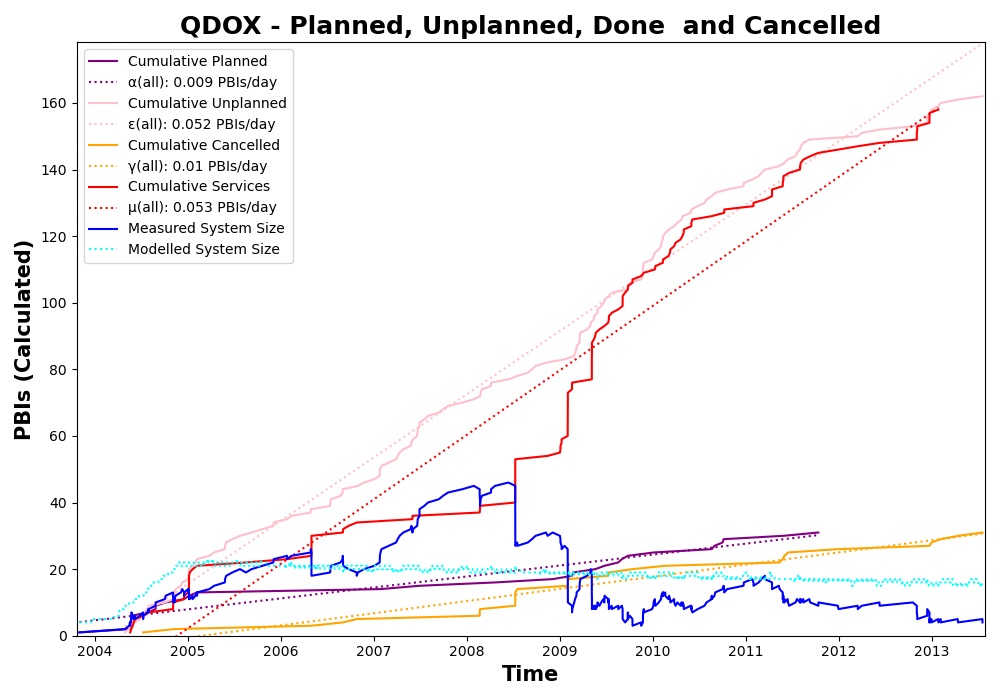 QDOX - Planned, Unplanned, Done  and Cancelled
Cumulative Planned
α(all): 0.009 PBIs/day
Cumulative Unplanned
ε(all): 0.052 PBIs/day
Cumulative Cancelled
γ(all): 0.01 PBIs/day
Cumulative Services
μ(all): 0.053 PBIs/day
Measured System Size
Modelled System Size
PBIs (Calculated)
160
140
120
100
80
60
40
20
0
2004 2005 2006 2007 2008 2009 2010 2011 2012 2013
Time